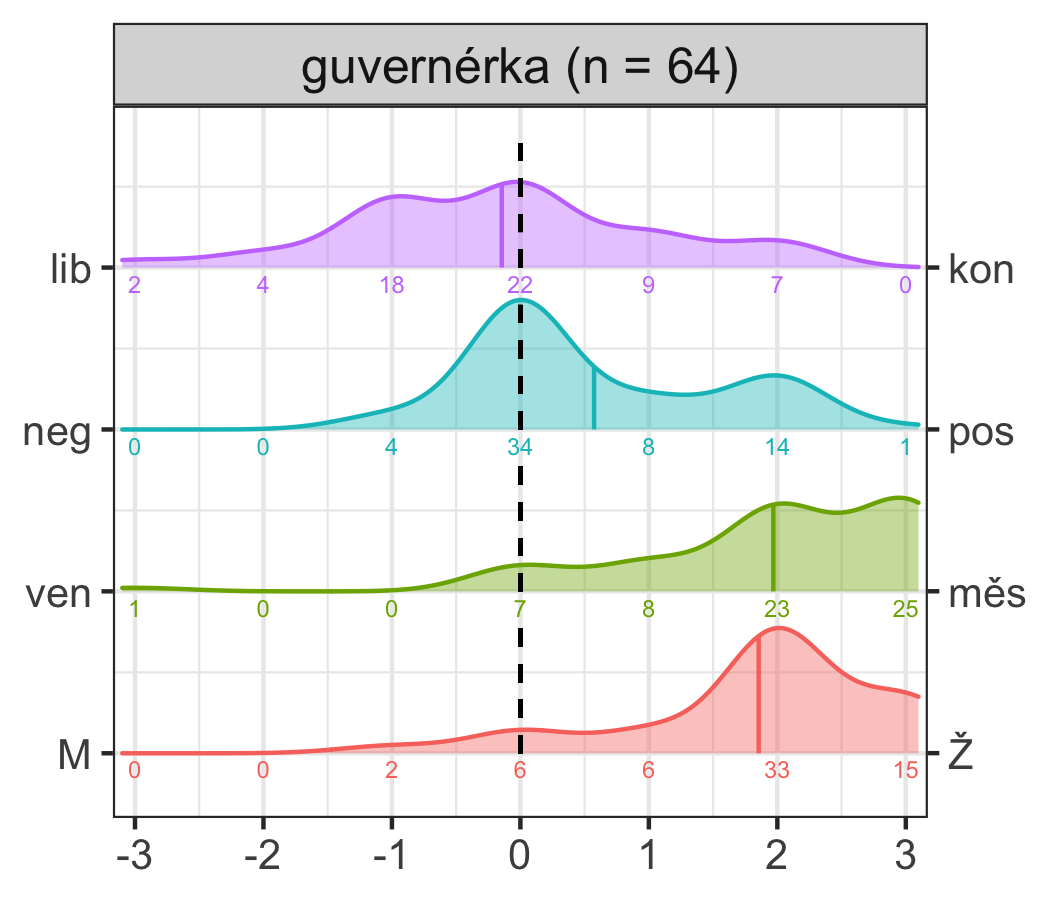 guvernérka (n = 64)
lib kon
2 4 18 22 9 7 0
neg pos
0 0 4 34 8 14 1
ven měs
1 0 0 7 8 23 25
M Ž
0 0 2 6 6 33 15
-3 -2 -1 0 1 2 3